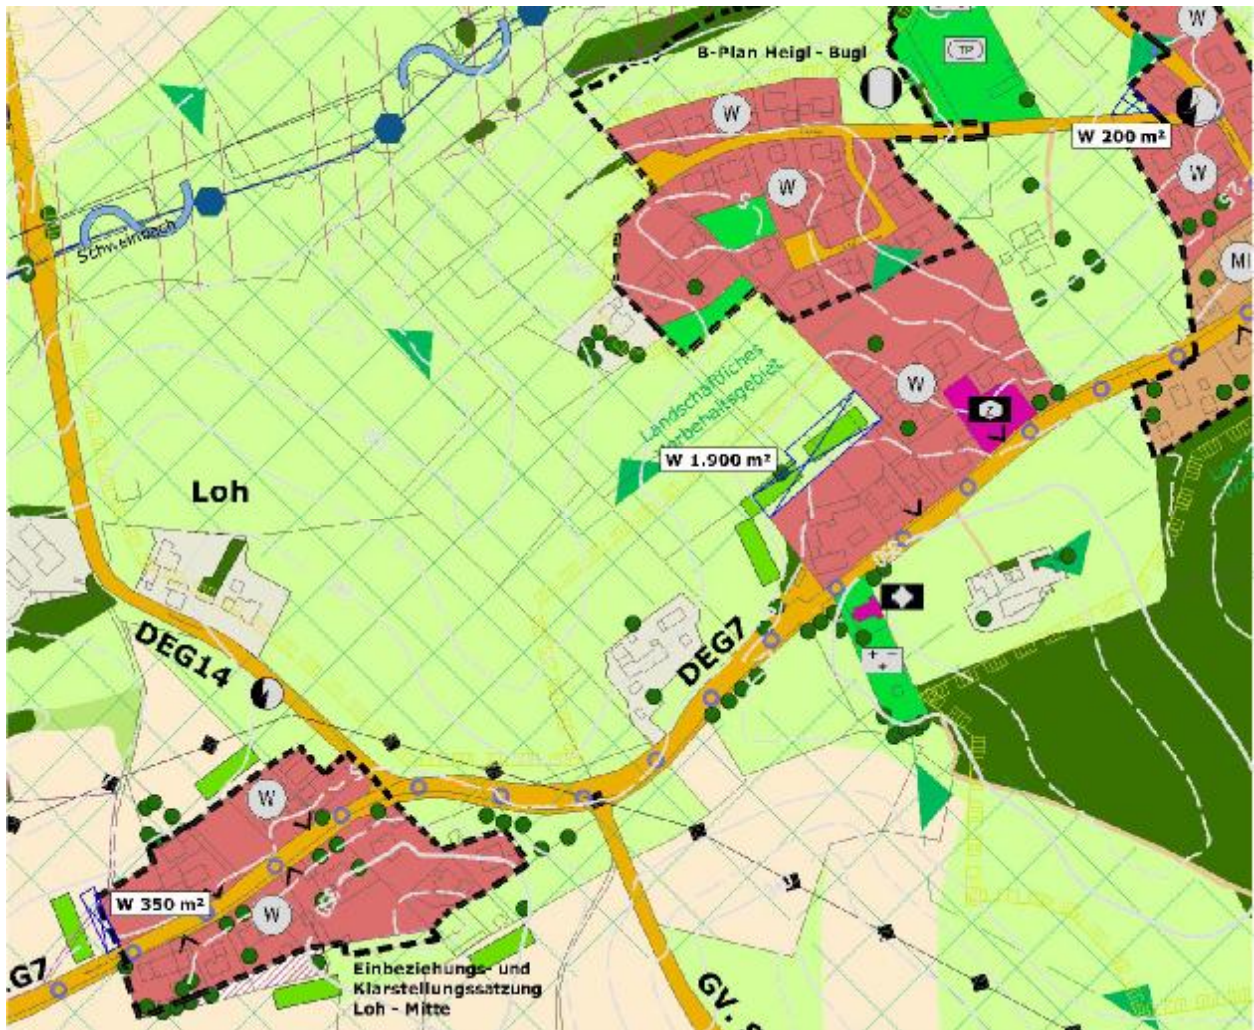 B-Plan Heigl - Bugl
TP
W
W
W 200 m²
W
W
MI
Schweinbach
Landschaftliches
Vorbehaltsgebiet
W
W 1.900 m²
Loh
DEG14
DEG7
W
W 350 m²
W
Einbeziehungs- und
Klarstellungssatzung
Loh - Mitte
GV.